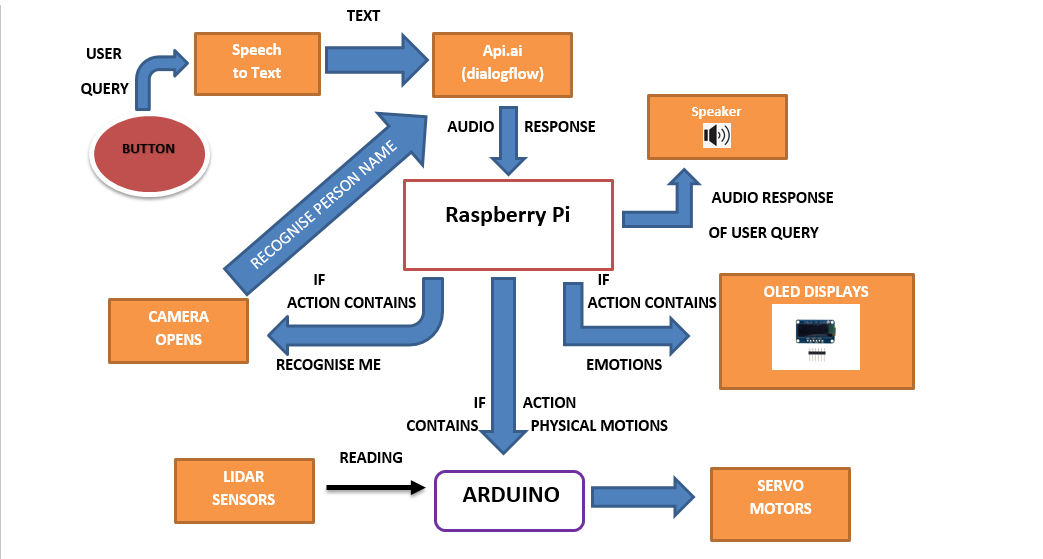 TEXT
USER
QUERY
Speech
to Text
Api.ai
(dialogflow)
BUTTON
AUDIO RESPONSE
Speaker
RECOGNISE PERSON NAME
Raspberry Pi
AUDIO RESPONSE
OF USER QUERY
IF
ACTION CONTAINS
RECOGNISE ME
CAMERA
OPENS
IF
ACTION CONTAINS
EMOTIONS
OLED DISPLAYS
IF ACTION
CONTAINS PHYSICAL MOTIONS
LIDAR
SENSORS
READING
ARDUINO
SERVO
MOTORS